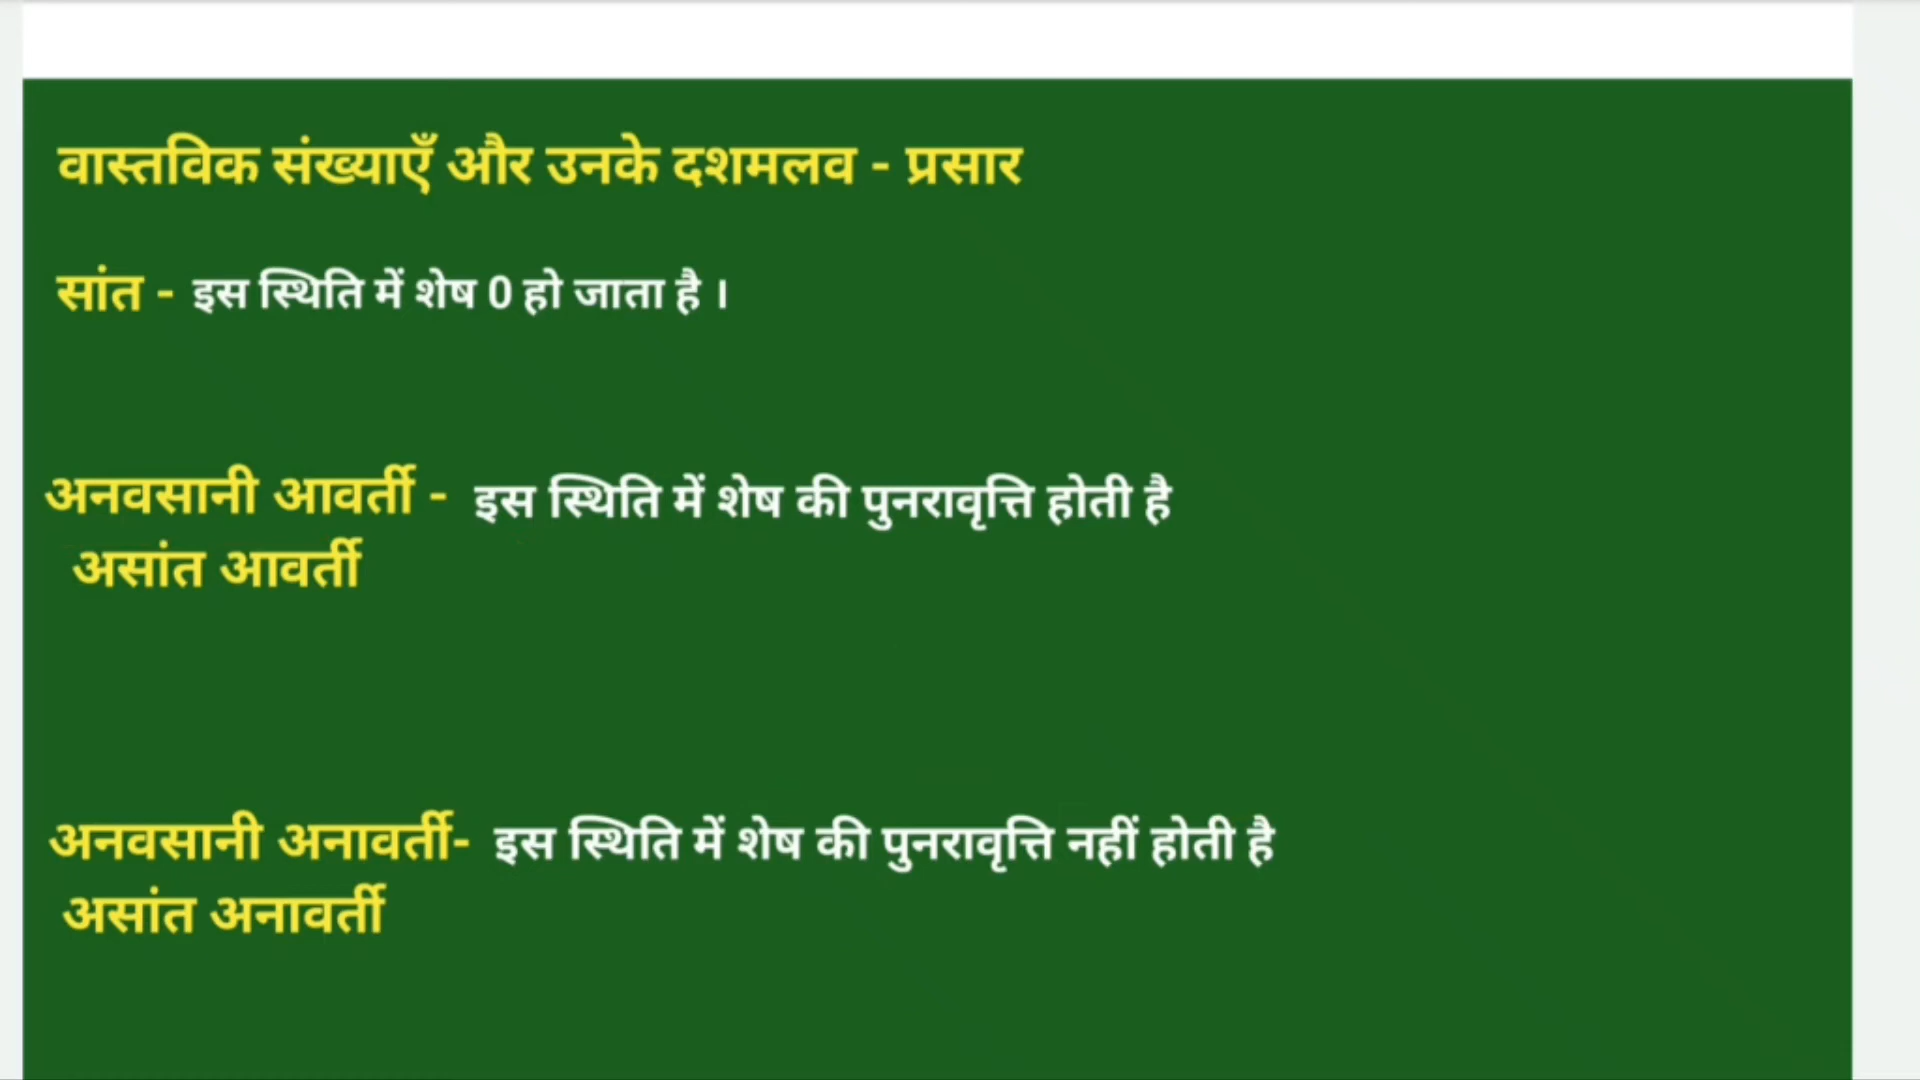 वास्तविक संख्याएँ और उनके दशमलव - प्रसार
सांत - इस स्थिति में शेष 0 हो जाता है ।
अनवसानी आवर्ती - इस स्थिति में शेष की पुनरावृत्ति होती है
असांत आवर्ती
अनवसानी अनावर्ती- इस स्थिति में शेष की पुनरावृत्ति नहीं होती है
असांत अनावर्ती